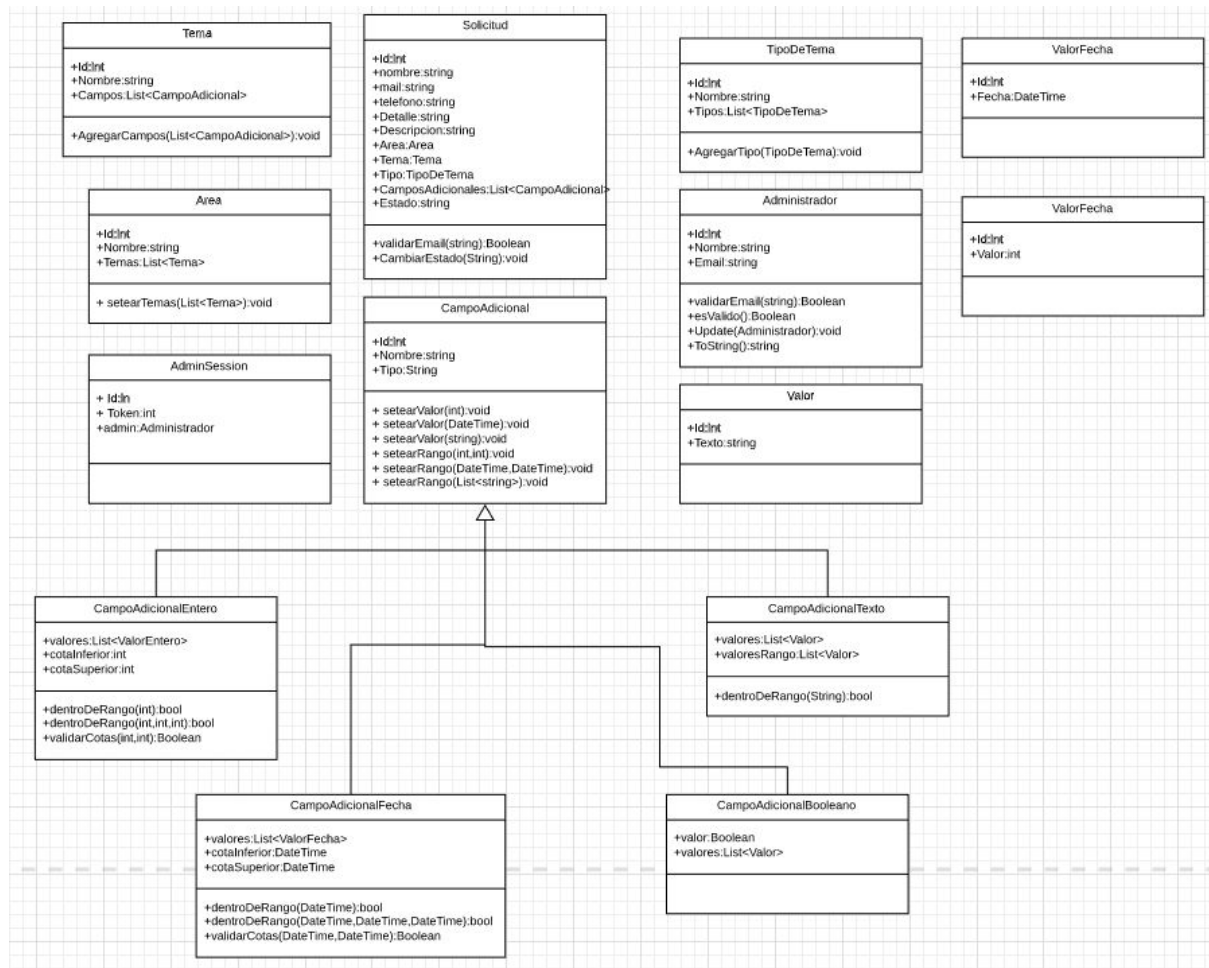 Tema
+Id:Int
+Nombre:string
+Campos:List<CampoAdicional>
+AgregarCampos(List<CampoAdicional>):void
Solicitud
+Id:Int
+nombre:string
+mail:string
+telefono:string
+Detalle:string
+Descripcion:string
+Area:Area
+Tema:Tema
+Tipo:TipoDeTema
+CamposAdicionales:List<CampoAdicional>
+Estado:string
+validarEmail(string):Boolean
+CambiarEstado(String):void
TipoDeTema
+Id:Int
+Nombre:string
+Tipos:List<TipoDeTema>
+AgregarTipo(TipoDeTema):void
ValorFecha
+Id:Int
+Fecha:DateTime
Area
+Id:Int
+Nombre:string
+Temas:List<Tema>
+ setearTemas(List<Tema>):void
Administrador
+Id:Int
+Nombre:string
+Email:string
+validarEmail(string):Boolean
+esValido():Boolean
+Update(Administrador):void
+ToString():string
ValorFecha
+Id:Int
+Valor:int
AdminSession
+ Id:In
+ Token:int
+admin:Administrador
CampoAdicional
+Id:Int
+Nombre:string
+Tipo:String
+ setearValor(int):void
+ setearValor(DateTime):void
+ setearValor(string):void
+ setearRango(int,int):void
+ setearRango(DateTime,DateTime):void
+ setearRango(List<string>):void
Valor
+Id:Int
+Texto:string
CampoAdicionalEntero
+valores:List<ValorEntero>
+cotaInferior:int
+cotaSuperior:int
+dentroDeRango(int):bool
+dentroDeRango(int,int,int):bool
+validarCotas(int,int):Boolean
CampoAdicionalTexto
+valores:List<Valor>
+valoresRango:List<Valor>
+dentroDeRango(String):bool
CampoAdicionalFecha
+valores:List<ValorFecha>
+cotaInferior:DateTime
+cotaSuperior:DateTime
+dentroDeRango(DateTime):bool
+dentroDeRango(DateTime,DateTime,DateTime):bool
+validarCotas(DateTime,DateTime):Boolean
CampoAdicionalBooleano
+valor:Boolean
+valores:List<Valor>